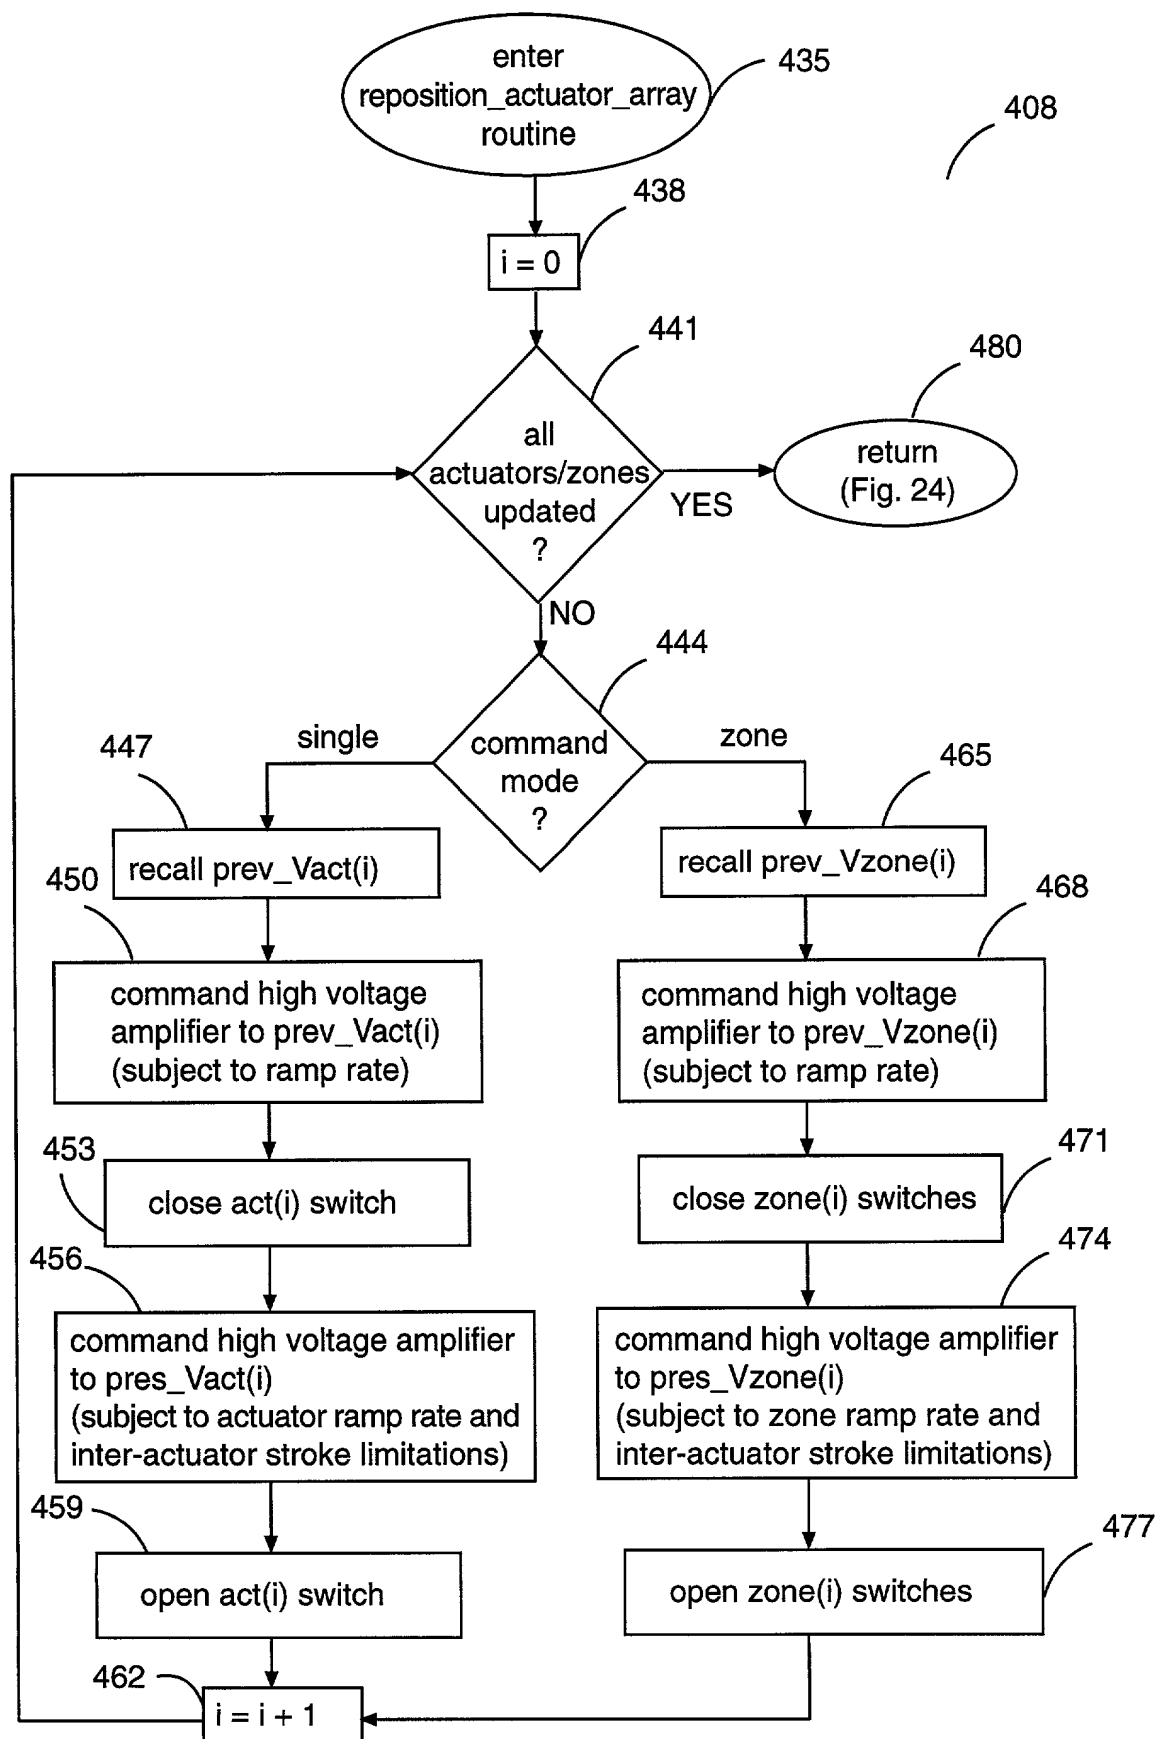 enter
reposition_actuator_array
routine
435
408
438
i = 0
441
480
all
actuators/zones
updated
?
YES
return
(Fig. 24)
NO
444
single
command
mode
?
zone
447
465
recall prev_Vact(i)
recall prev_Vzone(i)
450
468
command high voltage
amplifier to prev_Vact(i)
(subject to ramp rate)
command high voltage
amplifier to prev_Vzone(i)
(subject to ramp rate)
453
471
close act(i) switch
close zone(i) switches
456
474
command high voltage amplifier
to pres_Vact(i)
(subject to actuator ramp rate and
inter-actuator stroke limitations)
command high voltage amplifier
to pres_Vzone(i)
(subject to zone ramp rate and
inter-actuator stroke limitations)
459
477
open act(i) switch
open zone(i) switches
462
i = i + 1